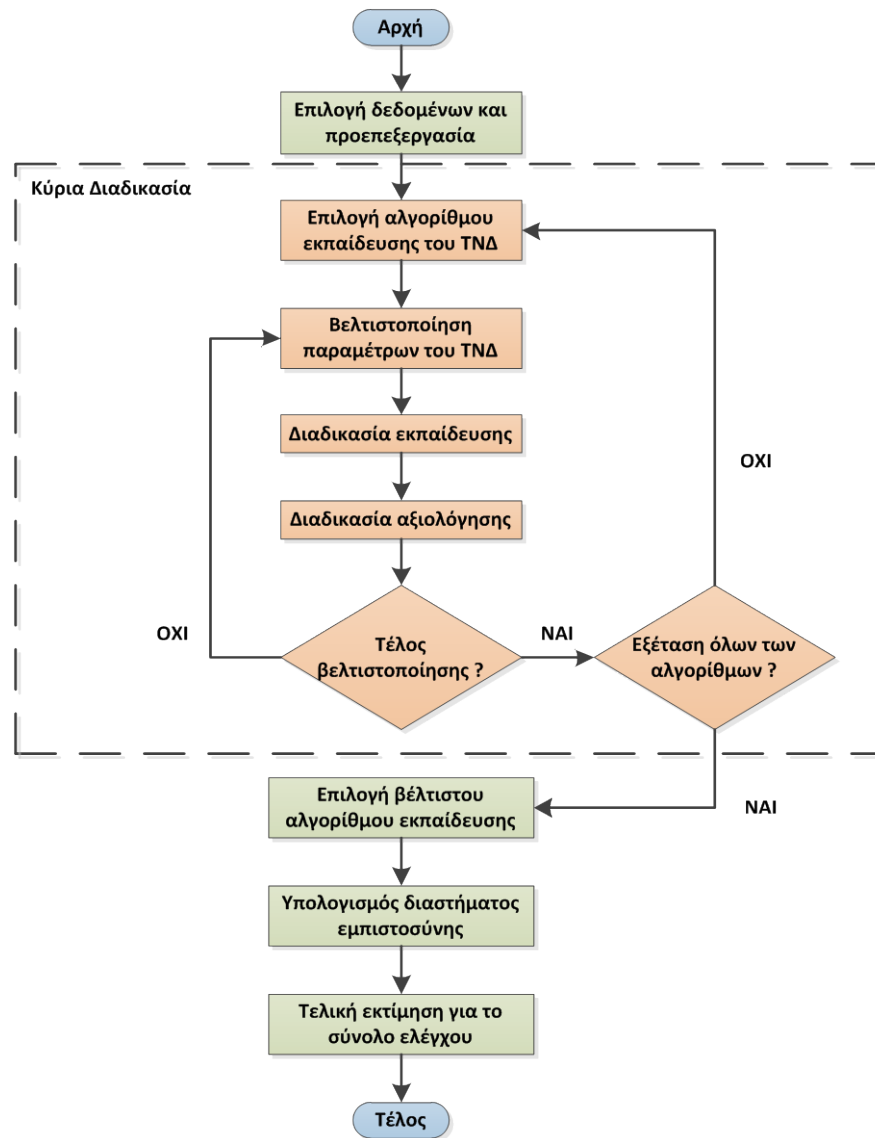 Αρχή
Επιλογή δεδομένων και
προεπεξεργασία
Κύρια Διαδικασία
Επιλογή αλγορίθμου
εκπαίδευσης του ΤΝΔ
Βελτιστοποίηση
παραμέτρων του ΤΝΔ
Διαδικασία εκπαίδευσης
ΟΧΙ
Διαδικασία αξιολόγησης
ΟΧΙ
Τέλος
βελτιστοποίησης ?
ΝΑΙ
Εξέταση όλων των
αλγορίθμων ?
Επιλογή βέλτιστου
αλγορίθμου εκπαίδευσης
ΝΑΙ
Υπολογισμός διαστήματος
εμπιστοσύνης
Τελική εκτίμηση για το
σύνολο ελέγχου
Τέλος